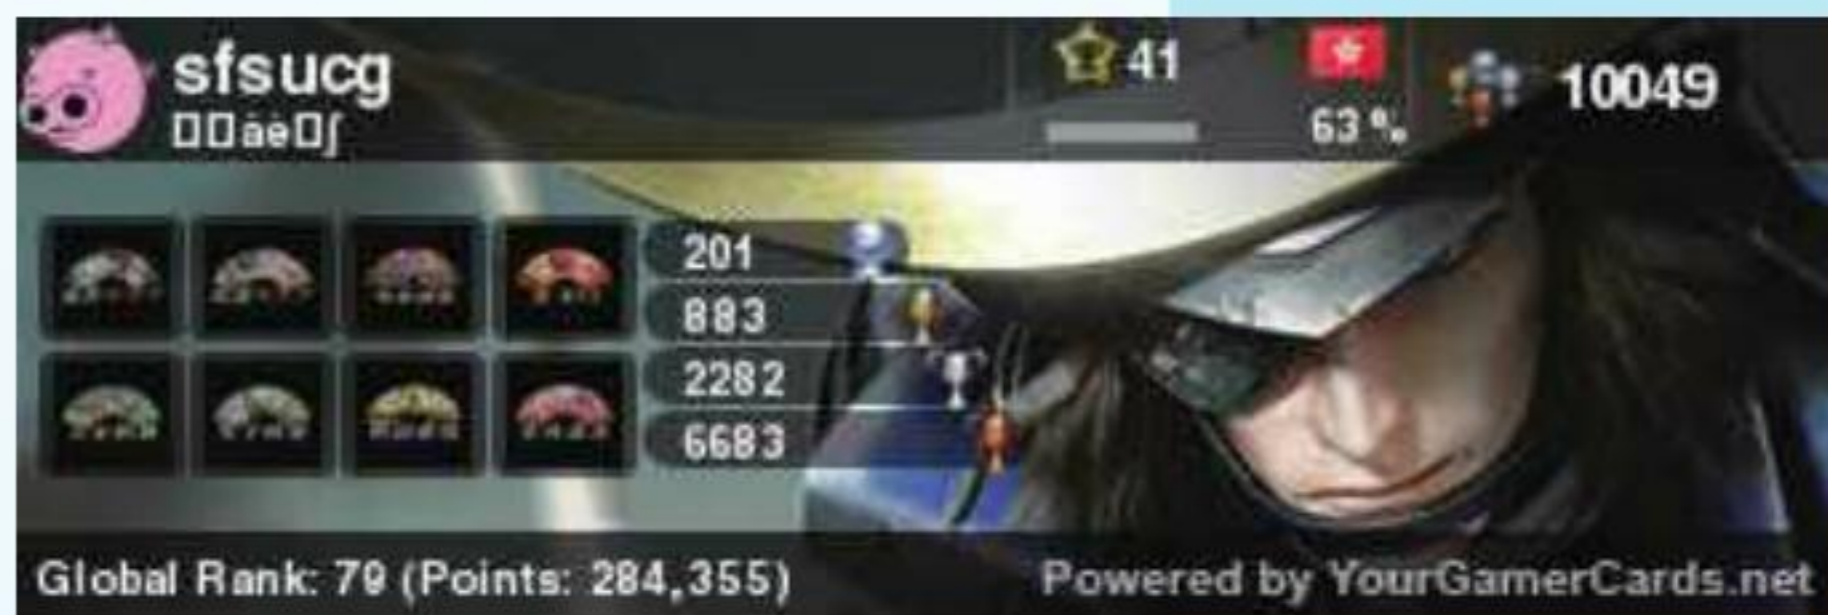 sfsucg
41
63 %
10049
201
883
2282
6683
Global Rank: 79 (Points: 284,355)
Powered by YourGamerCards.net